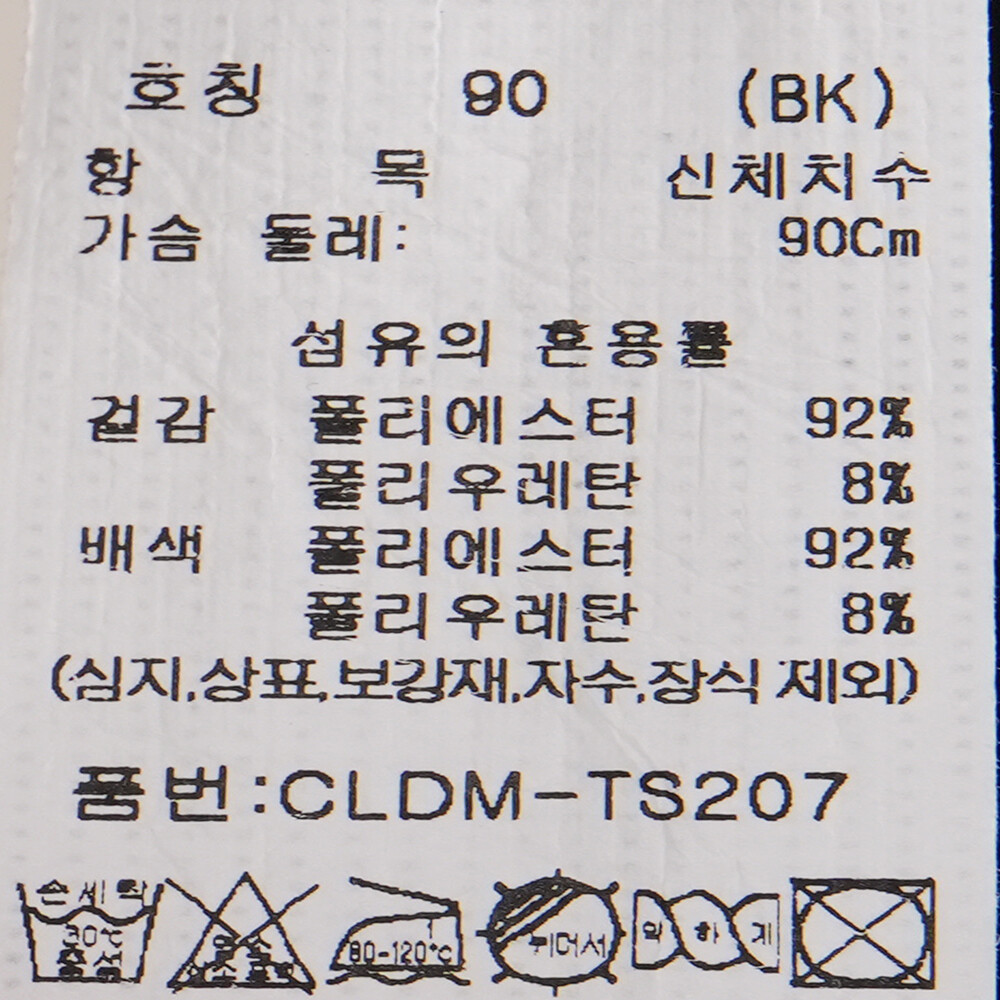 호칭 90 (BK)
항 목 신체치수
가슴 둘레: 90Cm
섬유의 혼용률
겉감 폴리에스터 92%
폴리우레탄 8%
배색 폴리에스터 92%
폴리우레탄 8%
(심지,상표,보강재,자수,장식 제외)
품번:CLDM-TS207
손세탁
30℃
중성
80-120℃
뉘어서
약하게